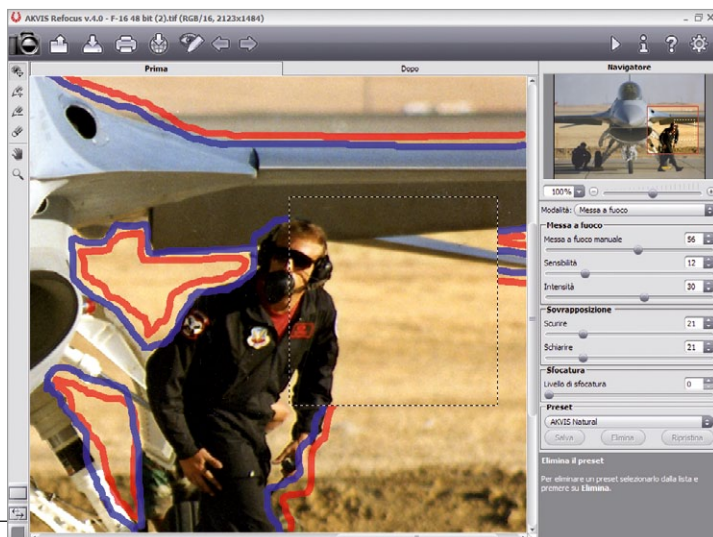 AKVIS Refocus v.4.0 - F-16 48 bit (2).tif (RGB/16, 2123x1484)
Prima
Dopo
Navigatore
100%
Modalità: Messa a fuoco
Messa a fuoco
Messa a fuoco manuale 56
Sensibilità 12
Intensità 30
Sovrapposizione
Scurire 21
Schiarire 21
Sfocatura
Livello di sfocatura 0
Preset
AKVIS Natural
Salva Elimina Ripristina
Elimina il preset
Per eliminare un preset selezionarlo dalla lista e
premere su Elimina.